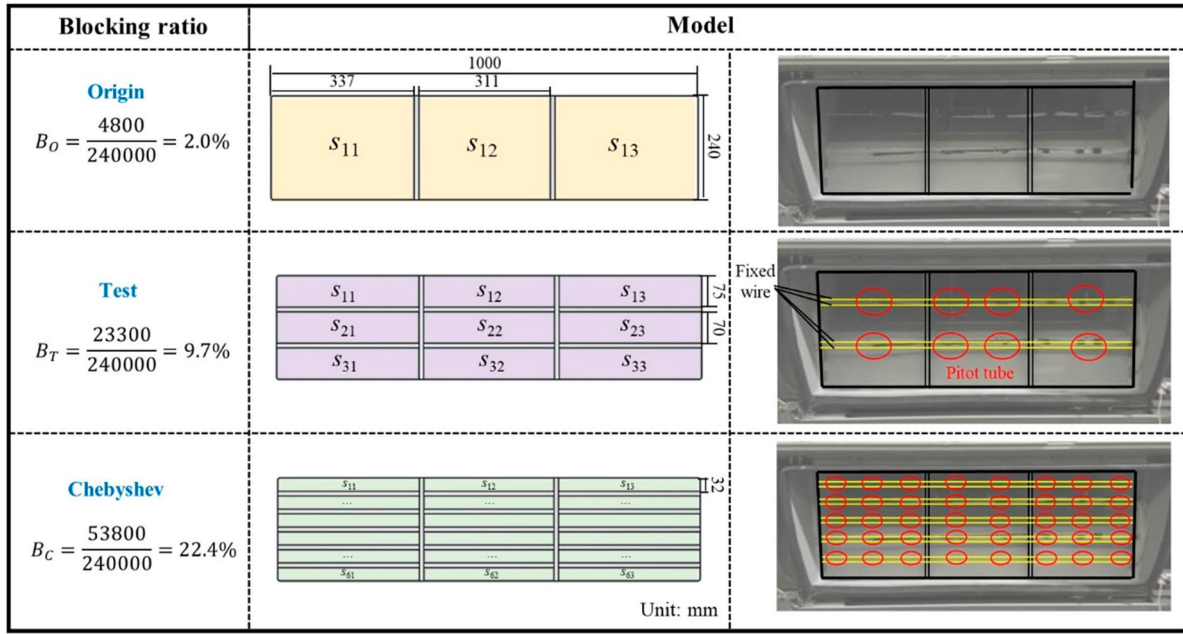 Blocking ratio
Model
Origin
B_O = 4800/240000 = 2.0%
1000
337
311
240
S11
S12
S13
Test
B_T = 23300/240000 = 9.7%
S11
S12
S13
75
S21
S22
S23
70
S31
S32
S33
Fixed
wire
Pitot tube
Chebyshev
B_C = 53800/240000 = 22.4%
S11
S12
S13
32
...
...
...
...
...
...
S61
S62
S63
Unit: mm